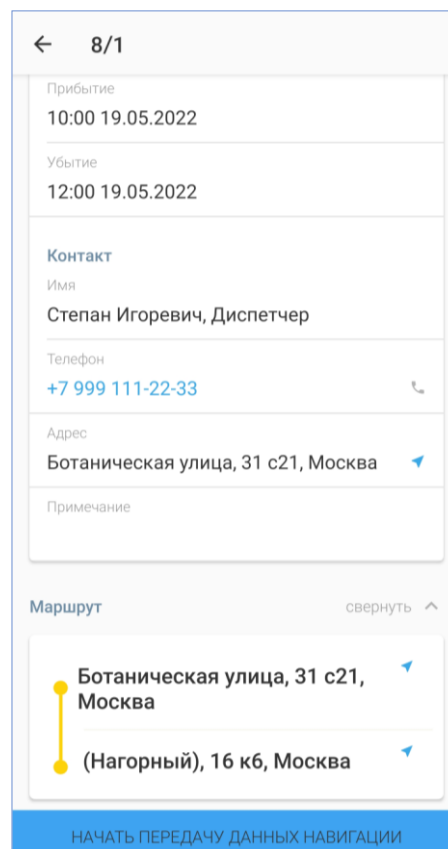 8/1
Прибытие
10:00 19.05.2022
Убытие
12:00 19.05.2022
Контакт
Имя
Степан Игоревич, Диспетчер
Телефон
+7 999 111-22-33
Адрес
Ботаническая улица, 31 с21, Москва
Примечание
Маршрут свернуть
Ботаническая улица, 31 с21,
Москва
(Нагорный), 16 к6, Москва
НАЧАТЬ ПЕРЕДАЧУ ДАННЫХ НАВИГАЦИИ